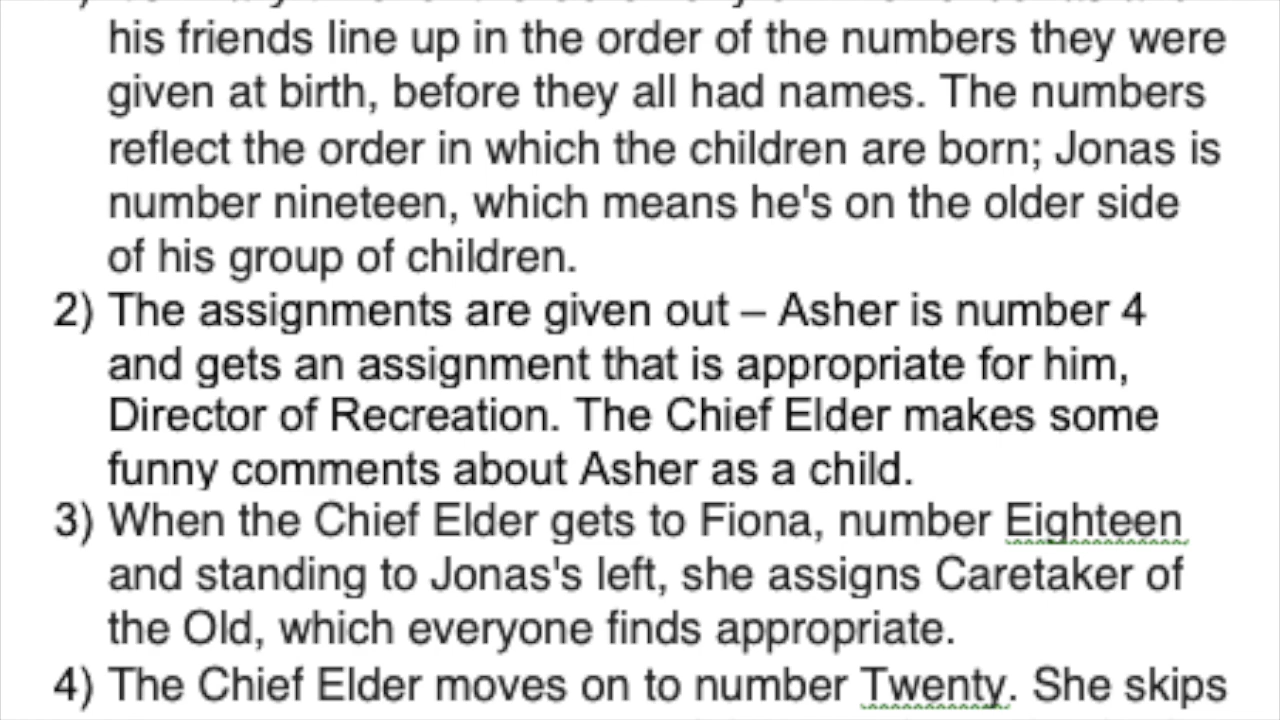 his friends line up in the order of the numbers they were
given at birth, before they all had names. The numbers
reflect the order in which the children are born; Jonas is
number nineteen, which means he's on the older side
of his group of children.
2) The assignments are given out – Asher is number 4
and gets an assignment that is appropriate for him,
Director of Recreation. The Chief Elder makes some
funny comments about Asher as a child.
3) When the Chief Elder gets to Fiona, number Eighteen
and standing to Jonas's left, she assigns Caretaker of
the Old, which everyone finds appropriate.
4) The Chief Elder moves on to number Twenty. She skips